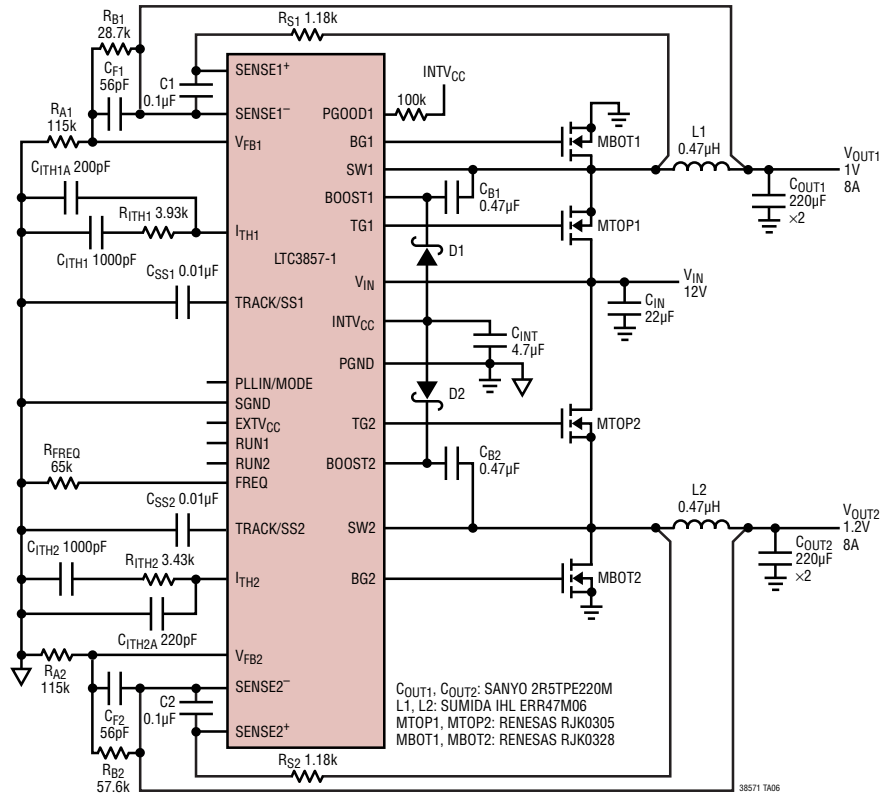 RB1
28.7k
CF1
56pF
RS1 1.18k
C1
0.1µF
RA1
115k
CITH1A 200pF
RITH1 3.93k
CITH1 1000pF
CSS1 0.01µF
RFREQ
65k
CSS2 0.01µF
CITH2 1000pF
RITH2 3.43k
CITH2A 220pF
RA2
115k
CF2
56pF
C2
0.1µF
RB2
57.6k
RS2 1.18k
SENSE1+
SENSE1–
VFB1
ITH1
LTC3857-1
TRACK/SS1
PLLIN/MODE
SGND
EXTVCC
RUN1
RUN2
FREQ
TRACK/SS2
ITH2
VFB2
SENSE2–
SENSE2+
PGOOD1
BG1
SW1
BOOST1
TG1
VIN
INTVCC
PGND
TG2
BOOST2
SW2
BG2
INTVCC
100k
MBOT1
L1
0.47µH
VOUT1
1V
8A
COUT1
220µF
×2
CB1
0.47µF
MTOP1
D1
VIN
12V
CIN
22µF
CINT
4.7µF
D2
MTOP2
CB2
0.47µF
L2
0.47µH
VOUT2
1.2V
8A
COUT2
220µF
×2
MBOT2
COUT1, COUT2: SANYO 2R5TPE220M
L1, L2: SUMIDA IHL ERR47M06
MTOP1, MTOP2: RENESAS RJK0305
MBOT1, MBOT2: RENESAS RJK0328
38571 TA06